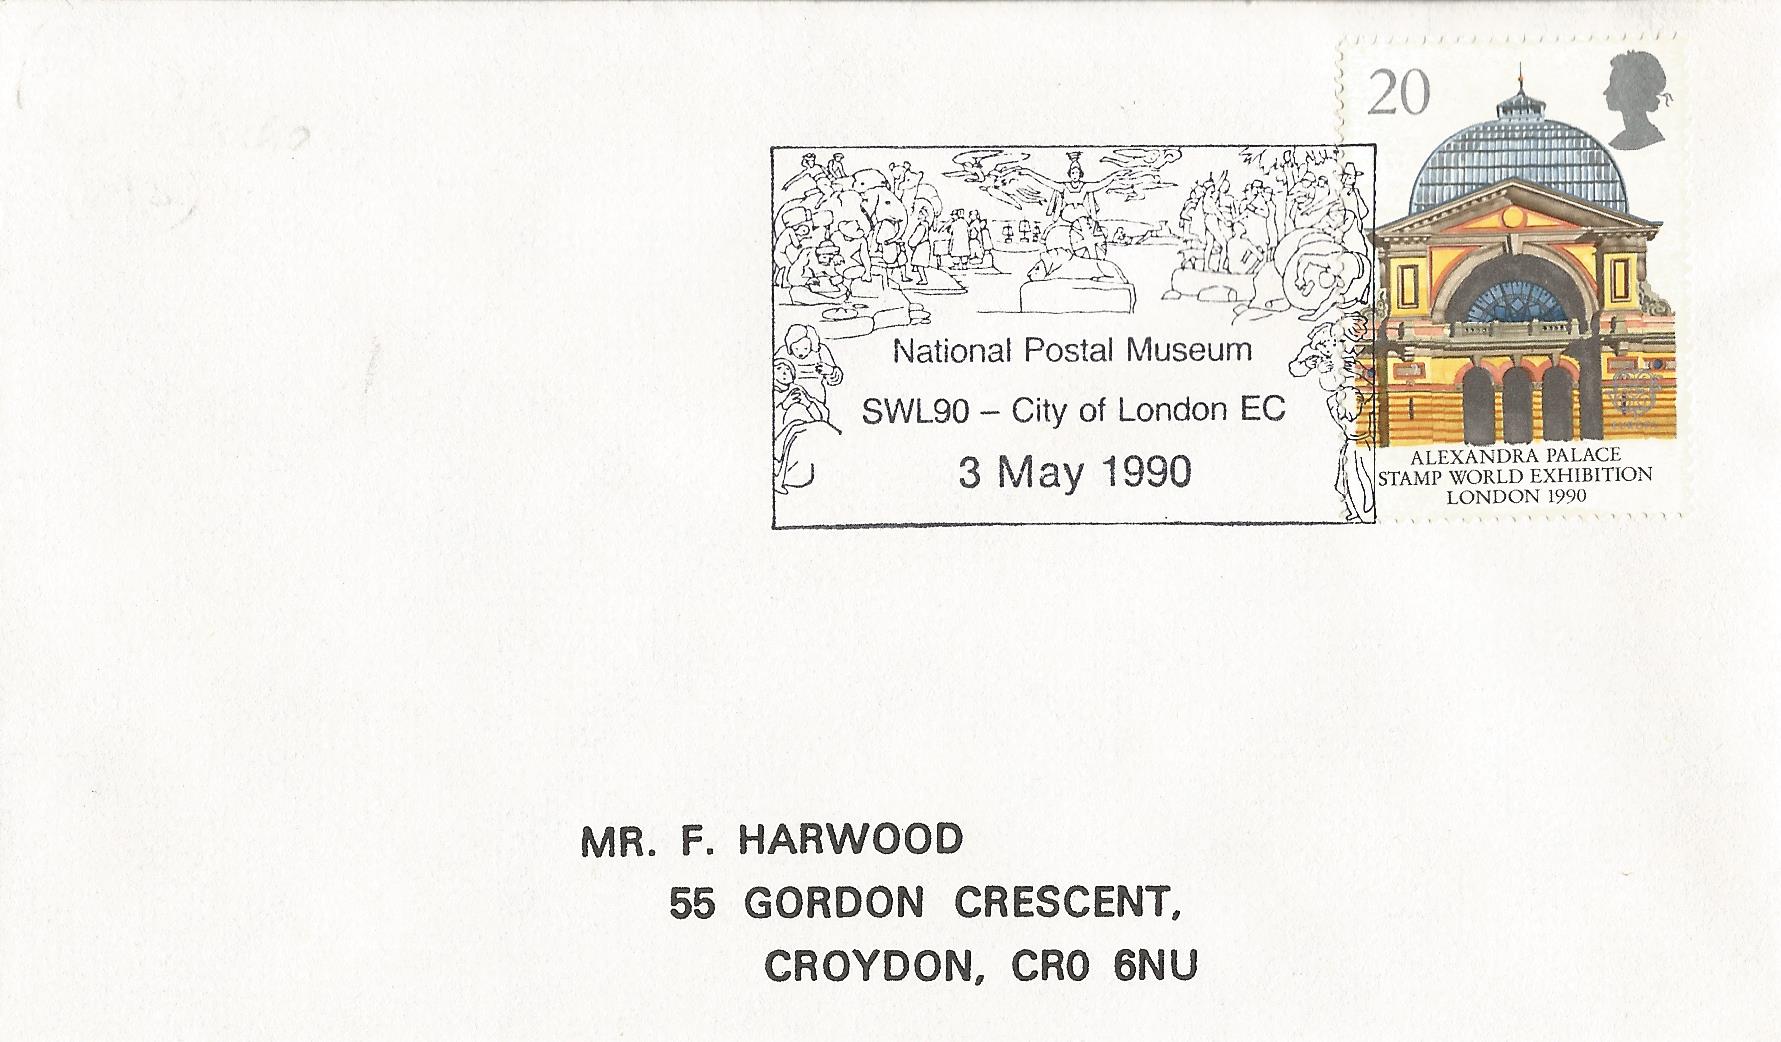 20
National Postal Museum
SWL90 – City of London EC
3 May 1990
ALEXANDRA PALACE
STAMP WORLD EXHIBITION
LONDON 1990
MR. F. HARWOOD
55 GORDON CRESCENT,
CROYDON, CR0 6NU